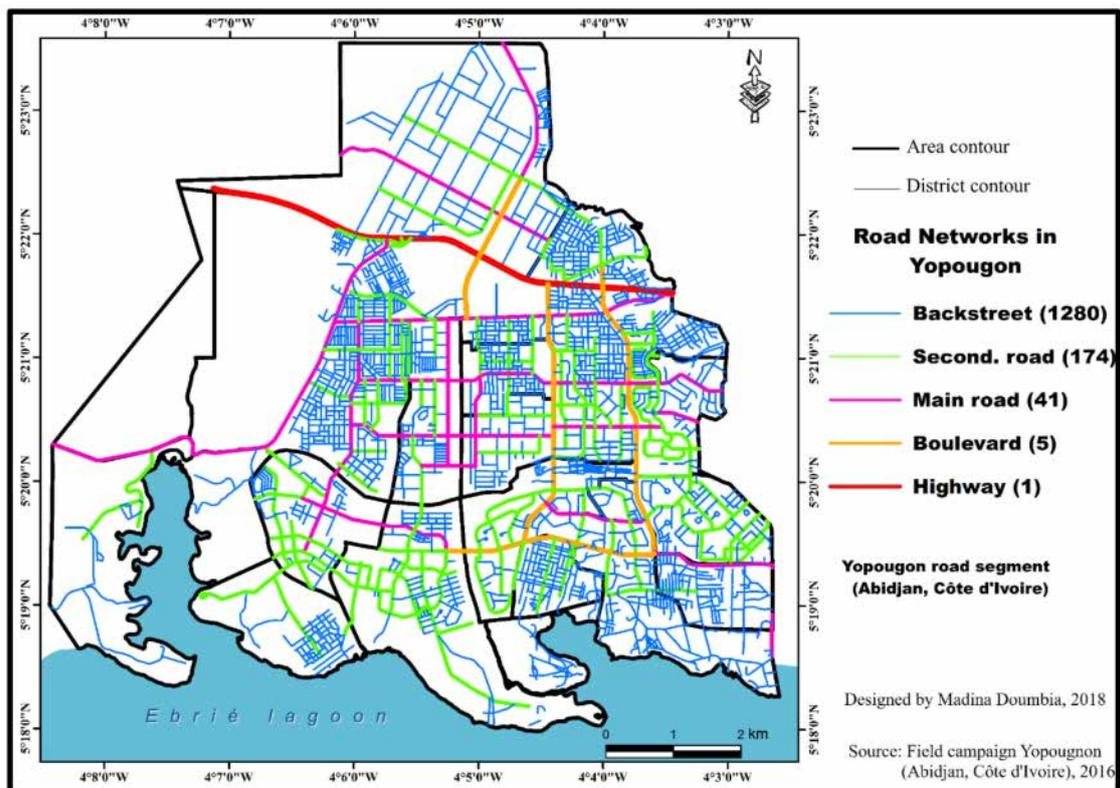 4°8'0"W 4°7'0"W 4°6'0"W 4°5'0"W 4°4'0"W 4°3'0"W
5°23'0"N
5°22'0"N
5°21'0"N
5°20'0"N
5°19'0"N
5°18'0"N
N
Ebrié lagoon
0 1 2 km
5°23'0"N
5°22'0"N
5°21'0"N
5°20'0"N
5°19'0"N
5°18'0"N
4°8'0"W 4°7'0"W 4°6'0"W 4°5'0"W 4°4'0"W 4°3'0"W
Area contour
District contour
Road Networks in
Yopougon
Backstreet (1280)
Second. road (174)
Main road (41)
Boulevard (5)
Highway (1)
Yopougon road segment
(Abidjan, Côte d'Ivoire)
Designed by Madina Doumbia, 2018
Source: Field campaign Yopougnon
(Abidjan, Côte d'Ivoire), 2016